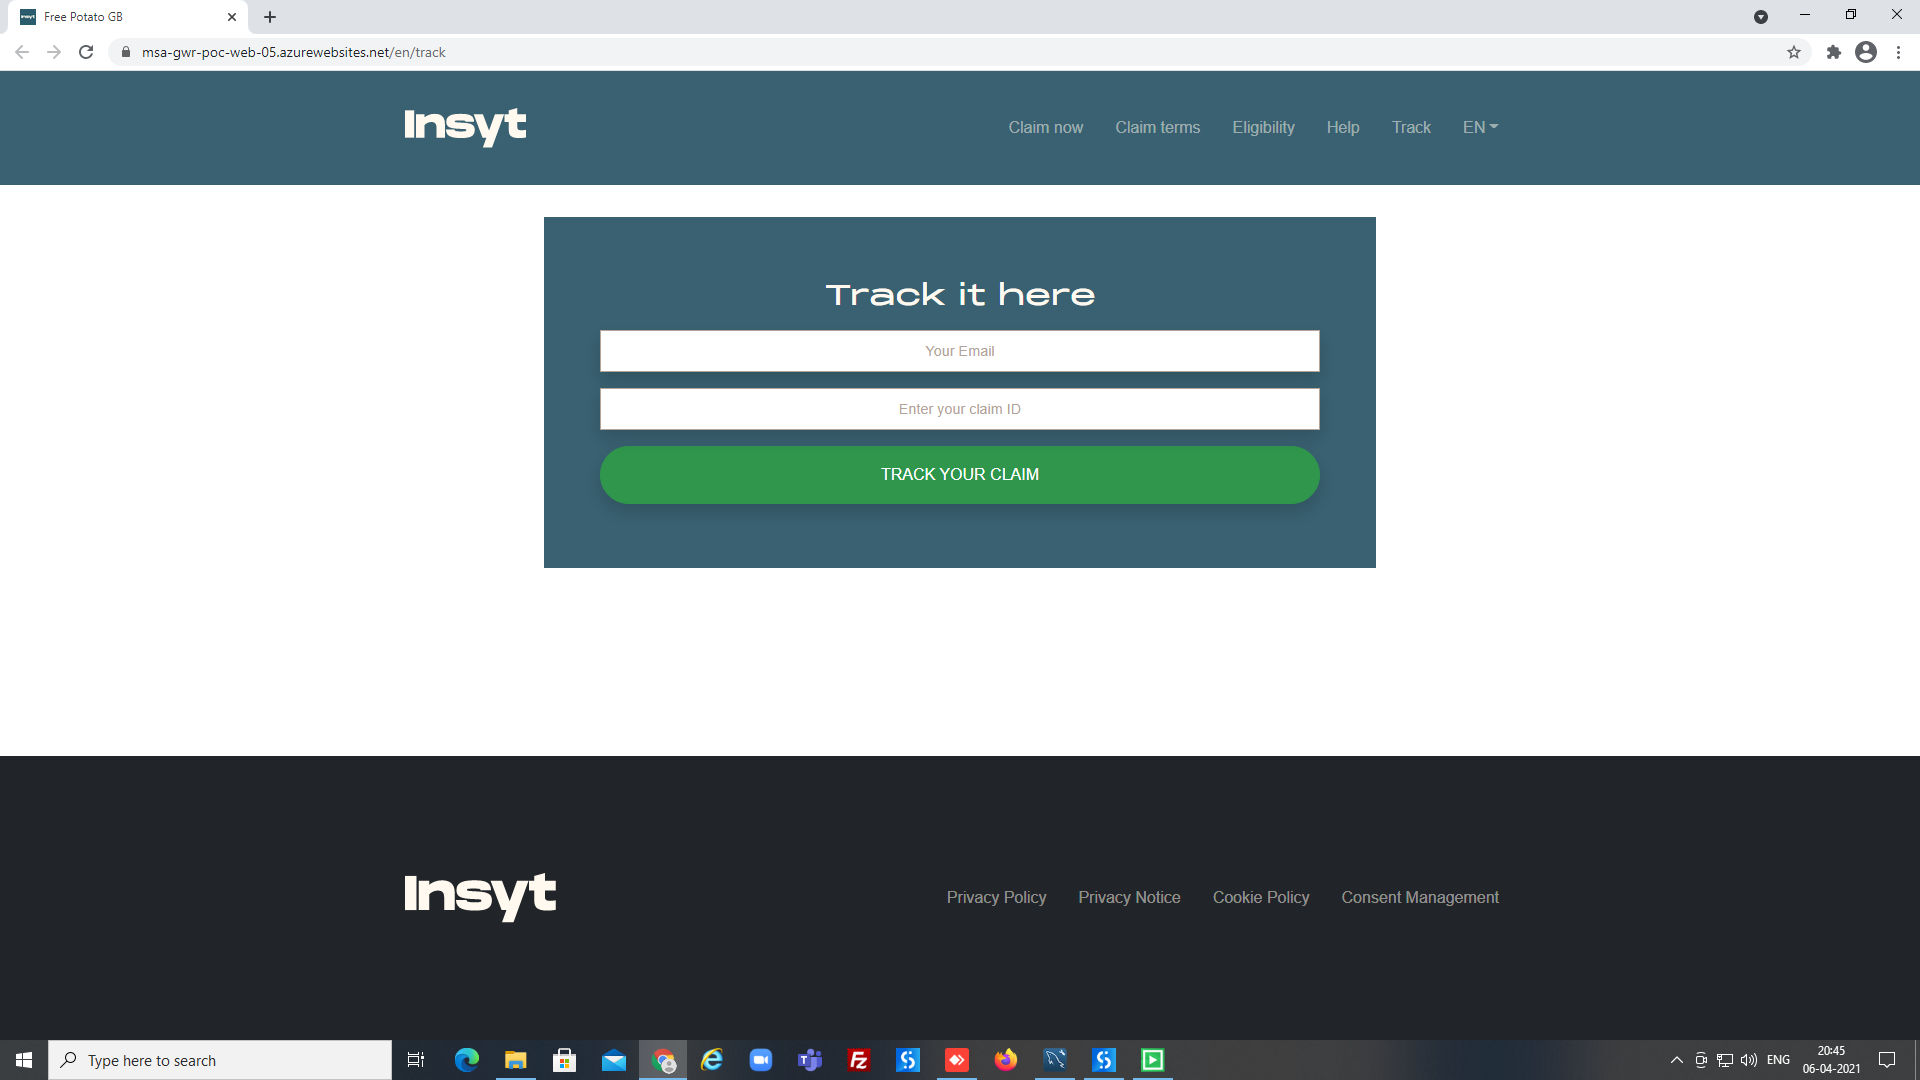 Free Potato GB
msa-gwr-poc-web-05.azurewebsites.net/en/track
Insyt
Claim now Claim terms Eligibility Help Track EN
Track it here
Your Email
Enter your claim ID
TRACK YOUR CLAIM
Insyt
Privacy Policy Privacy Notice Cookie Policy Consent Management
Type here to search
ENG
20:45
06-04-2021